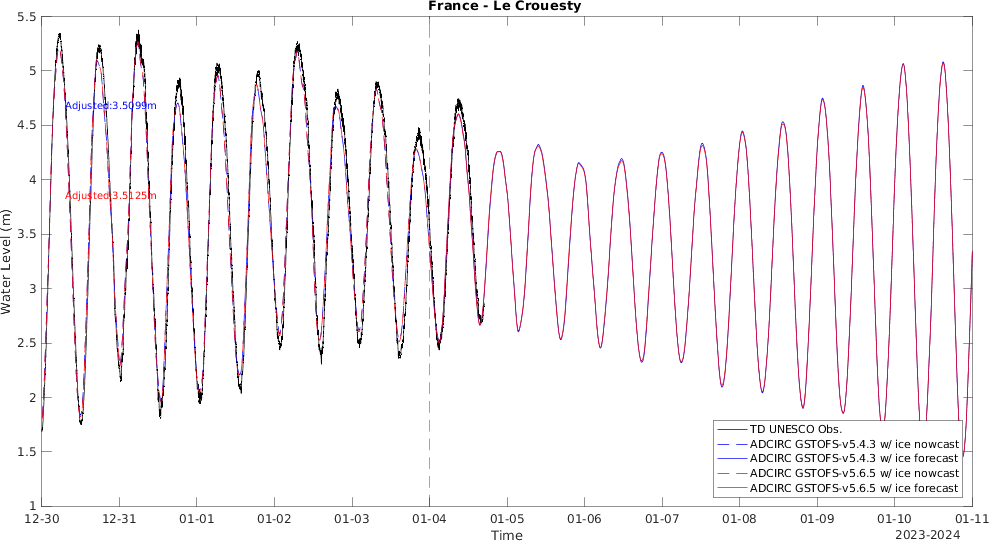 France - Le Crouesty
5.5
5
4.5
4
3.5
3
2.5
2
1.5
1
Water Level (m)
Adjusted:3.5099m
Adjusted:3.5125m
TD UNESCO Obs.
ADCIRC GSTOFS-v5.4.3 w/ ice nowcast
ADCIRC GSTOFS-v5.4.3 w/ ice forecast
ADCIRC GSTOFS-v5.6.5 w/ ice nowcast
ADCIRC GSTOFS-v5.6.5 w/ ice forecast
12-30 12-31 01-01 01-02 01-03 01-04 01-05 01-06 01-07 01-08 01-09 01-10 01-11
Time
2023-2024